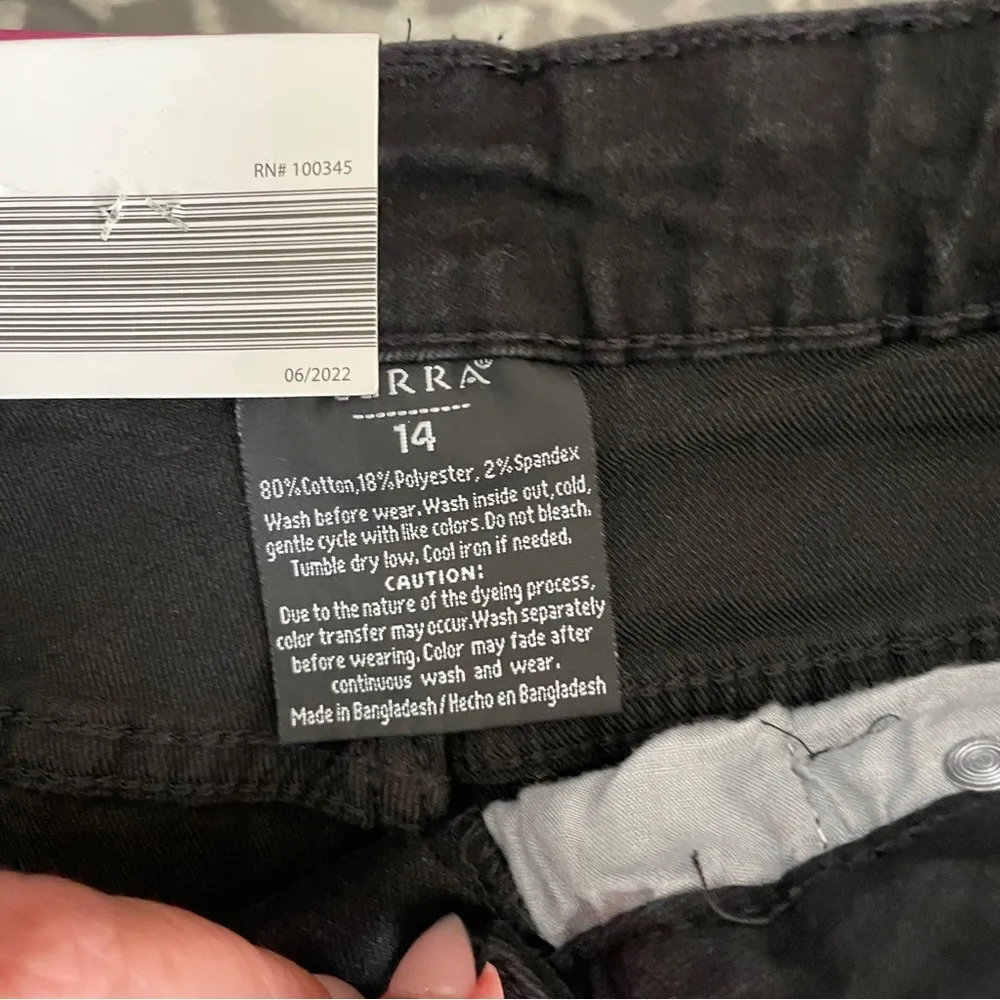 RN# 100345
06/2022
RRA
14
80%Cotton,18%Polyester, 2%Spandex
Wash before wear.Wash inside out,cold,
gentle cycle with like colors.Do not bleach.
Tumble dry low. Cool iron if needed.
CAUTION:
Due to the nature of the dyeing process,
color transfer may occur.Wash separately
before wearing. Color may fade after
continuous wash and wear.
Made in Bangladesh/Hecho en Bangladesh